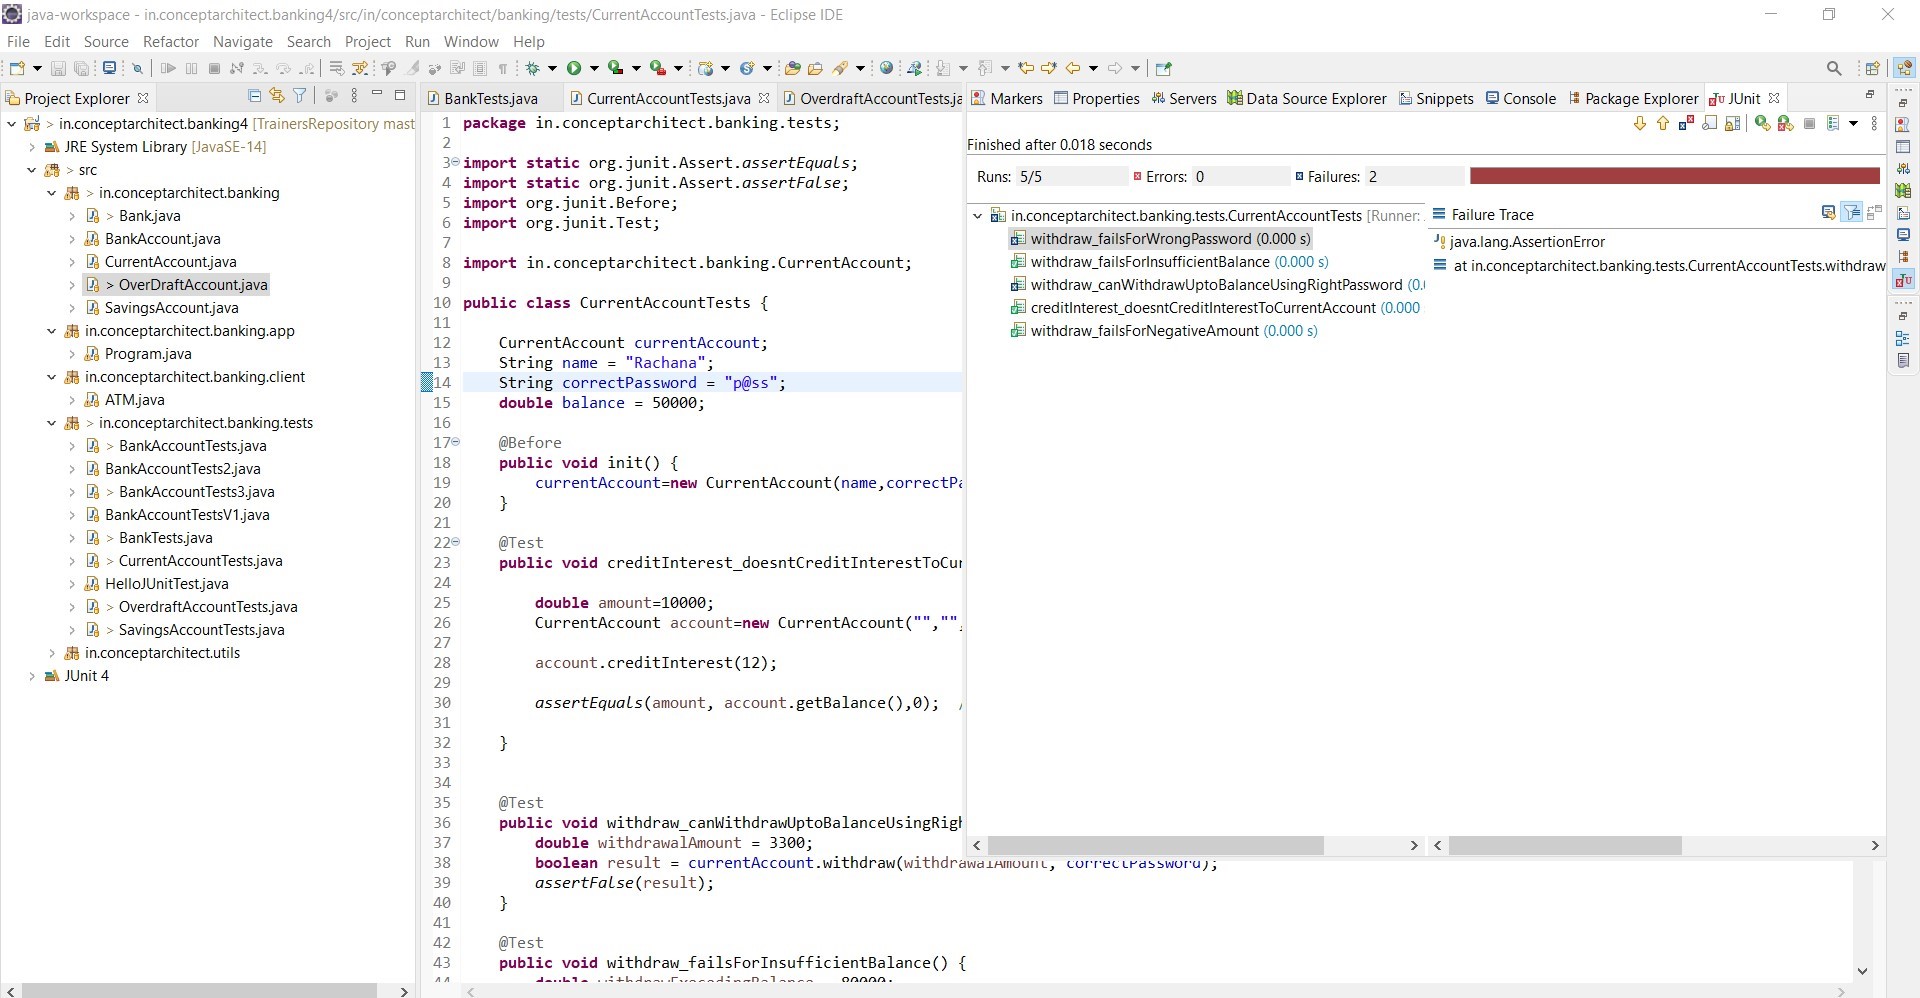 java-workspace - in.conceptarchitect.banking4/src/in/conceptarchitect/banking/tests/CurrentAccountTests.java - Eclipse IDE
File Edit Source Refactor Navigate Search Project Run Window Help
Project Explorer
> in.conceptarchitect.banking4 [TrainersRepository mast
JRE System Library [JavaSE-14]
> src
> in.conceptarchitect.banking
> Bank.java
BankAccount.java
CurrentAccount.java
> OverDraftAccount.java
SavingsAccount.java
in.conceptarchitect.banking.app
Program.java
in.conceptarchitect.banking.client
ATM.java
> in.conceptarchitect.banking.tests
> BankAccountTests.java
BankAccountTests2.java
> BankAccountTests3.java
BankAccountTestsV1.java
> BankTests.java
> CurrentAccountTests.java
HelloJUnitTest.java
> OverdraftAccountTests.java
> SavingsAccountTests.java
in.conceptarchitect.utils
JUnit 4
BankTests.java CurrentAccountTests.java OverdraftAccountTests.ja
1 package in.conceptarchitect.banking.tests;
2
3 import static org.junit.Assert.assertEquals;
4 import static org.junit.Assert.assertFalse;
5 import org.junit.Before;
6 import org.junit.Test;
7
8 import in.conceptarchitect.banking.CurrentAccount;
9
10 public class CurrentAccountTests {
11
12 CurrentAccount currentAccount;
13 String name = "Rachana";
14 String correctPassword = "p@ss";
15 double balance = 50000;
16
17 @Before
18 public void init() {
19 currentAccount=new CurrentAccount(name,correctPa
20 }
21
22 @Test
23 public void creditInterest_doesntCreditInterestToCur
24
25 double amount=10000;
26 CurrentAccount account=new CurrentAccount("","",
27
28 account.creditInterest(12);
29
30 assertEquals(amount, account.getBalance(),0); /
31
32 }
33
34
35 @Test
36 public void withdraw_canWithdrawUptoBalanceUsingRigh
37 double withdrawalAmount = 3300;
38 boolean result = currentAccount.withdraw(withdrawalAmount, correctPassword);
39 assertFalse(result);
40 }
41
42 @Test
43 public void withdraw_failsForInsufficientBalance() {
44 double withdrawExecedingBalance = 80000;
Markers Properties Servers Data Source Explorer Snippets Console Package Explorer JUnit
Finished after 0.018 seconds
Runs: 5/5 Errors: 0 Failures: 2
in.conceptarchitect.banking.tests.CurrentAccountTests [Runner:
withdraw_failsForWrongPassword (0.000 s)
withdraw_failsForInsufficientBalance (0.000 s)
withdraw_canWithdrawUptoBalanceUsingRightPassword (0.0
creditInterest_doesntCreditInterestToCurrentAccount (0.000
withdraw_failsForNegativeAmount (0.000 s)
Failure Trace
java.lang.AssertionError
at in.conceptarchitect.banking.tests.CurrentAccountTests.withdraw